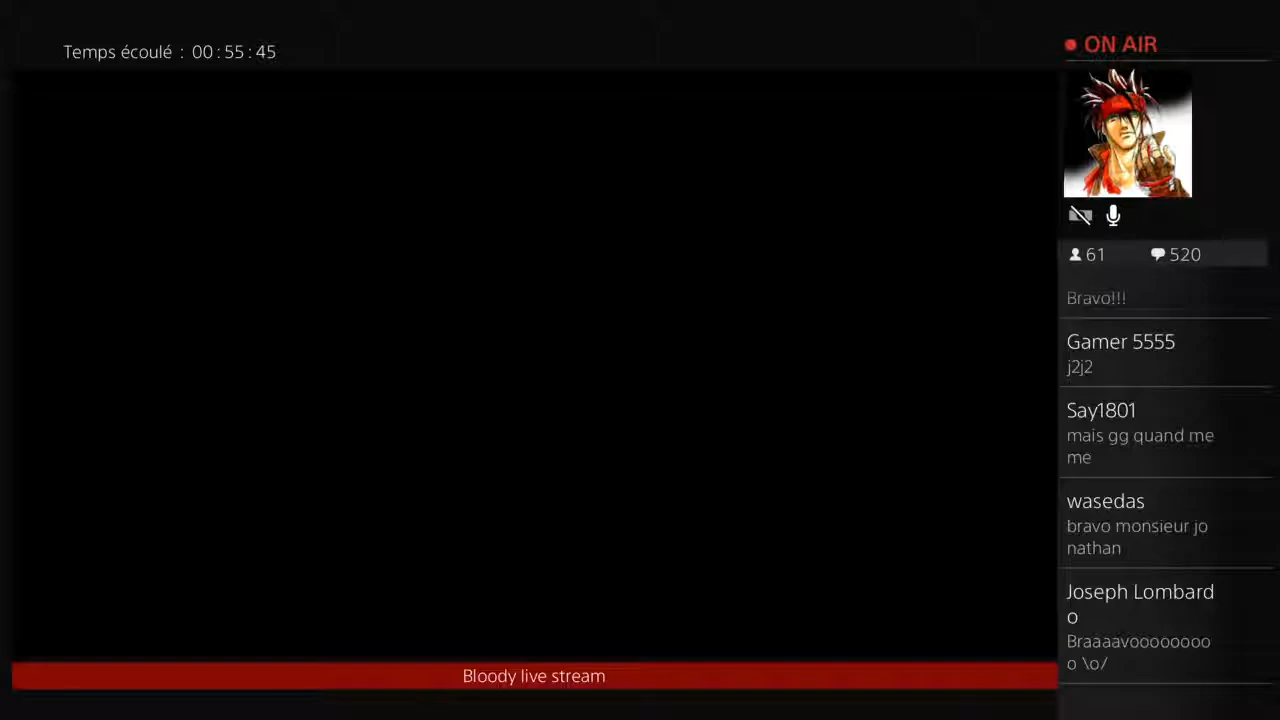 Temps écoulé : 00:55:45
ON AIR
61 520
Bravo!!!
Gamer 5555
j2j2
Say1801
mais gg quand me
me
wasedas
bravo monsieur jo
nathan
Joseph Lombard
o
Braaaavoooooooo
o \o/
Bloody live stream